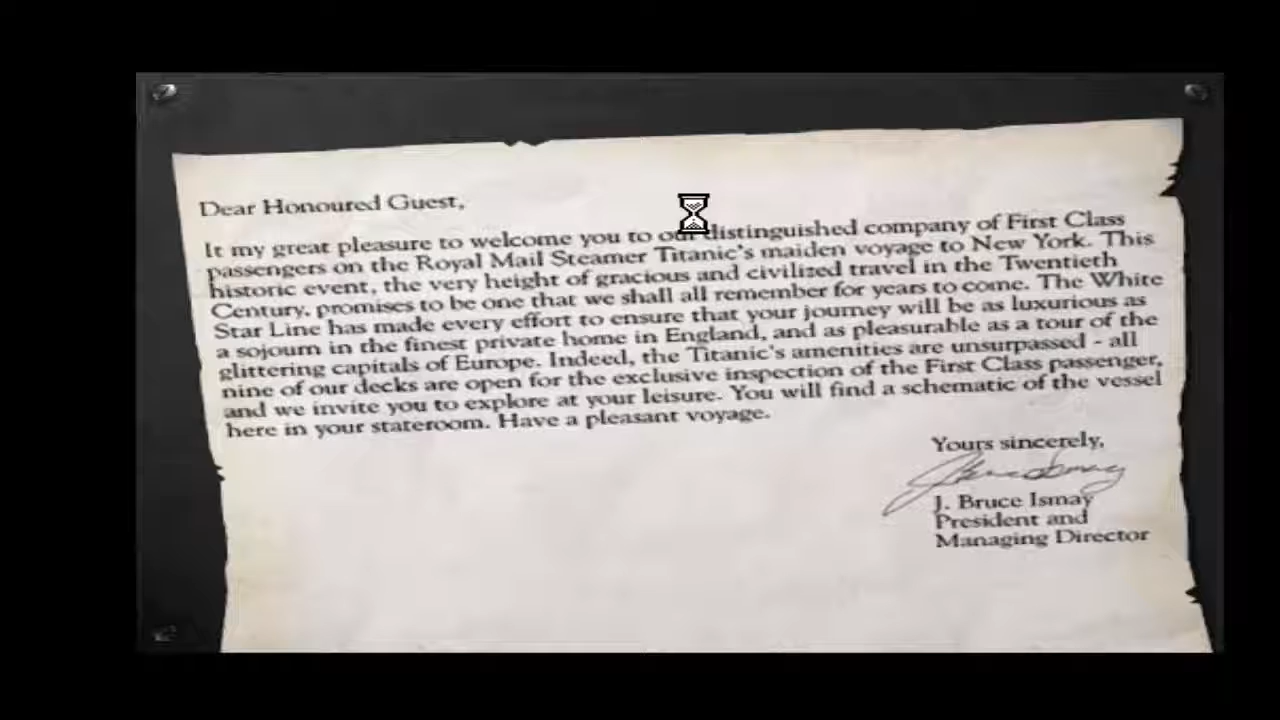 Dear Honoured Guest,
It my great pleasure to welcome you to our distinguished company of First Class
passengers on the Royal Mail Steamer Titanic's maiden voyage to New York. This
historic event, the very height of gracious and civilized travel in the Twentieth
Century, promises to be one that we shall all remember for years to come. The White
Star Line has made every effort to ensure that your journey will be as luxurious as
a sojourn in the finest private home in England, and as pleasurable as a tour of the
glittering capitals of Europe. Indeed, the Titanic's amenities are unsurpassed - all
nine of our decks are open for the exclusive inspection of the First Class passenger,
and we invite you to explore at your leisure. You will find a schematic of the vessel
here in your stateroom. Have a pleasant voyage.
Yours sincerely,
J. Bruce Ismay
J. Bruce Ismay
President and
Managing Director